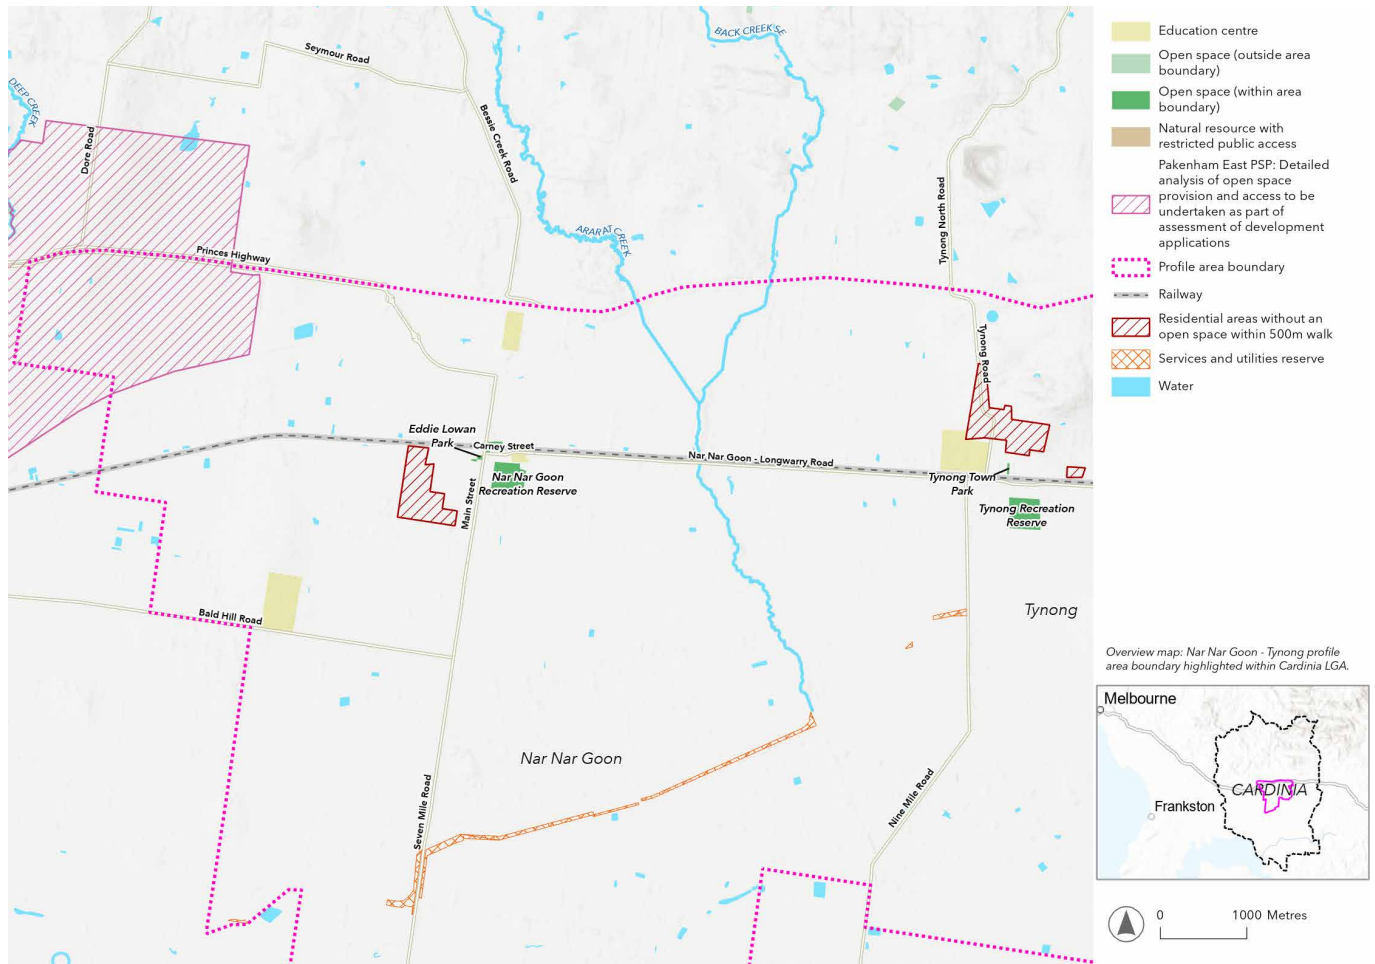 BACK CREEK SE
Seymour Road
DEEP CREEK
Dore Road
Bessie Creek Road
Tynong North Road
ARARAT CREEK
Princes Highway
Tynong Road
Eddie Lowan
Park
Carney Street
Nar Nar Goon - Longwarry Road
Nar Nar Goon
Recreation Reserve
Main Street
Tynong Town
Park
Tynong Recreation
Reserve
Tynong
Bald Hill Road
Nar Nar Goon
Seven Mile Road
Nine Mile Road
Education centre
Open space (outside area
boundary)
Open space (within area
boundary)
Natural resource with
restricted public access
Pakenham East PSP: Detailed
analysis of open space
provision and access to be
undertaken as part of
assessment of development
applications
Profile area boundary
Railway
Residential areas without an
open space within 500m walk
Services and utilities reserve
Water
Overview map: Nar Nar Goon - Tynong profile
area boundary highlighted within Cardinia LGA.
Melbourne
CARDINIA
Frankston
0 1000 Metres